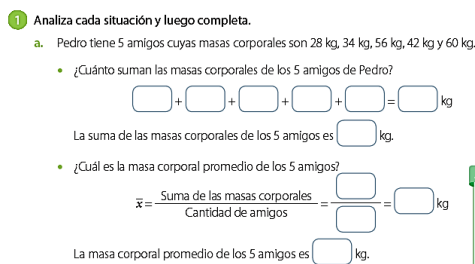 1 Analiza cada situación y luego completa.
a. Pedro tiene 5 amigos cuyas masas corporales son 28 kg, 34 kg, 56 kg, 42 kg y 60 kg.
• ¿Cuánto suman las masas corporales de los 5 amigos de Pedro?
+ + + + = kg
La suma de las masas corporales de los 5 amigos es kg.
• ¿Cuál es la masa corporal promedio de los 5 amigos?
x̄ = Suma de las masas corporales / Cantidad de amigos = = kg
La masa corporal promedio de los 5 amigos es kg.